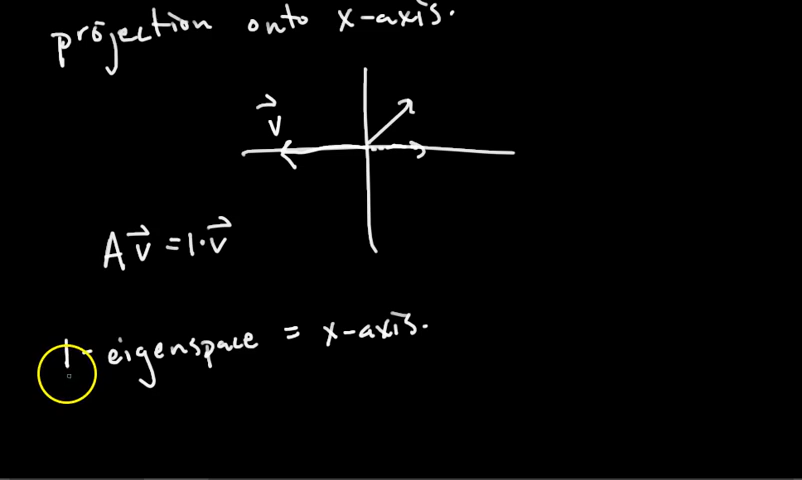 projection onto x-axis.
v⃗
Av⃗ = 1·v⃗
1-eigenspace = x-axis.